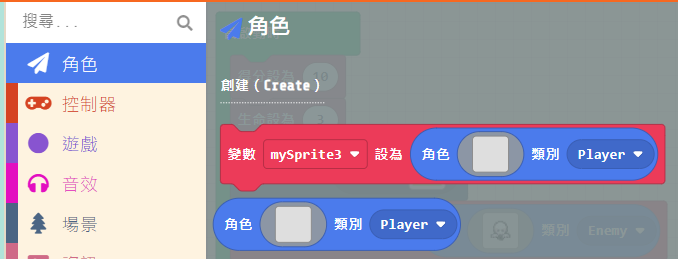 搜尋...
角色
控制器
遊戲
音效
場景
角色
創建 (Create)
變數 mySprite3 設為 角色 類別 Player
角色 類別 Player
生命設為 3
10
Enemy